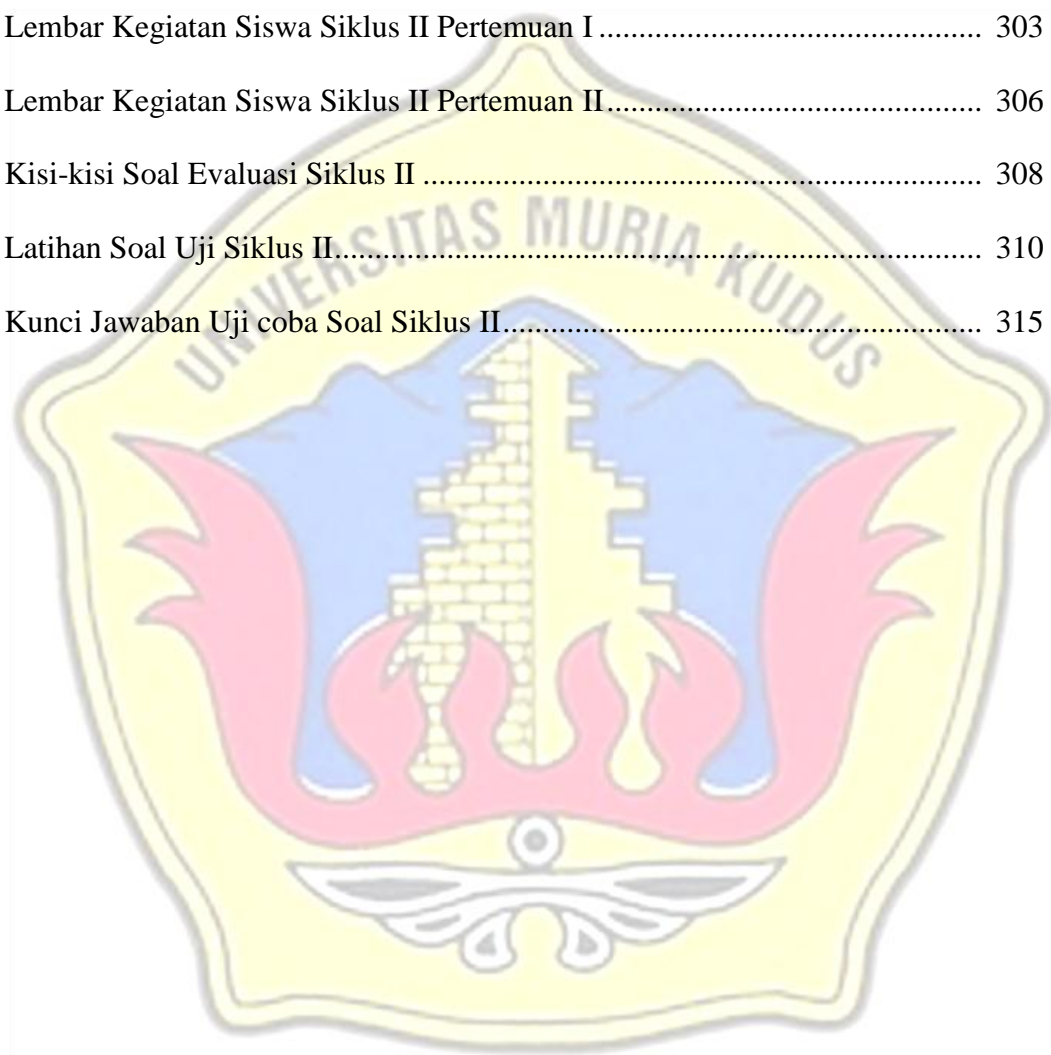 Lembar Kegiatan Siswa Siklus II Pertemuan I ................................................ 303
Lembar Kegiatan Siswa Siklus II Pertemuan II ............................................... 306
Kisi-kisi Soal Evaluasi Siklus II ...................................................................... 308
Latihan Soal Uji Siklus II ................................................................................. 310
Kunci Jawaban Uji coba Soal Siklus II ............................................................ 315
UNIVERSITAS MURIA KUDUS